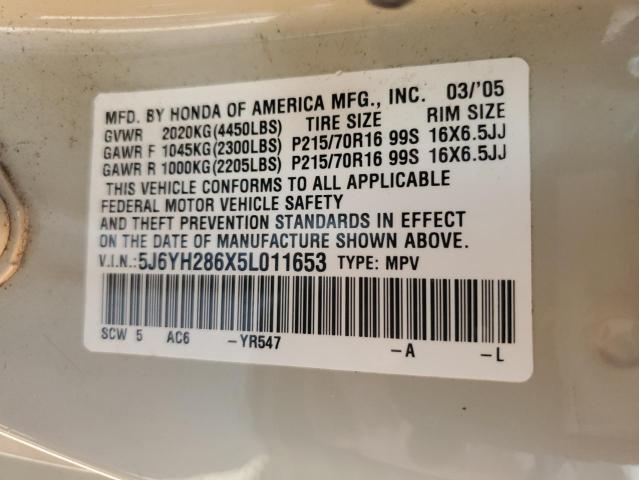 MFD. BY HONDA OF AMERICA MFG., INC. 03/'05
GVWR 2020KG(4450LBS) TIRE SIZE RIM SIZE
GAWR F 1045KG(2300LBS) P215/70R16 99S 16X6.5JJ
GAWR R 1000KG(2205LBS) P215/70R16 99S 16X6.5JJ
THIS VEHICLE CONFORMS TO ALL APPLICABLE
FEDERAL MOTOR VEHICLE SAFETY
AND THEFT PREVENTION STANDARDS IN EFFECT
ON THE DATE OF MANUFACTURE SHOWN ABOVE.
V.I.N.:5J6YH286X5L011653 TYPE: MPV
SCW 5 AC6 -YR547 -A -L